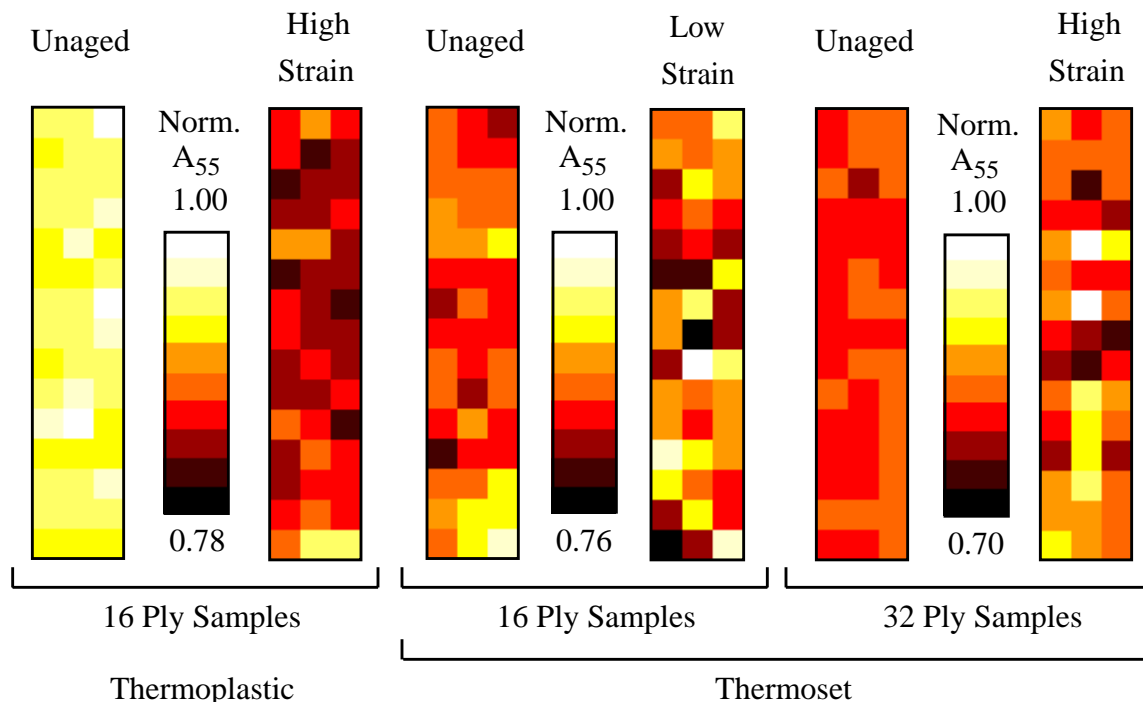 Unaged
High
Strain
Unaged
Low
Strain
Unaged
High
Strain
Norm.
A55
1.00
0.78
Norm.
A55
1.00
0.76
Norm.
A55
1.00
0.70
16 Ply Samples
16 Ply Samples
32 Ply Samples
Thermoplastic
Thermoset